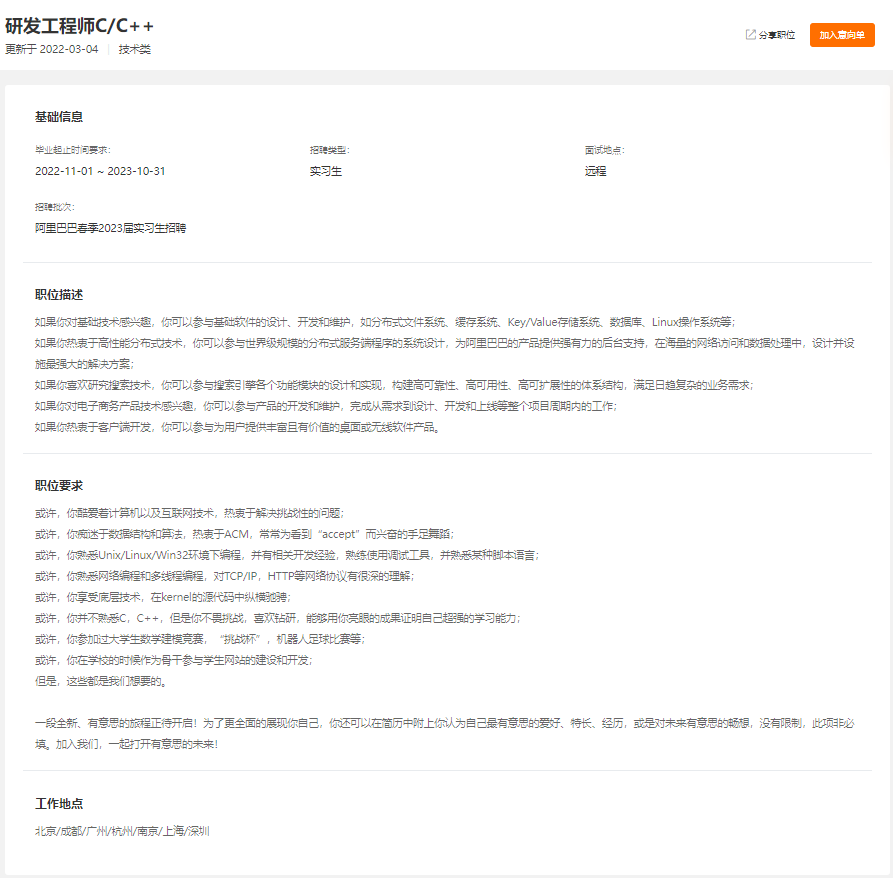 研发工程师C/C++
更新于 2022-03-04 技术类
分享职位
加入意向单
基础信息
毕业起止时间要求：
招聘类型：
面试地点：
2022-11-01 ~ 2023-10-31
实习生
远程
招聘批次：
阿里巴巴春季2023届实习生招聘
职位描述
如果你对基础技术感兴趣，你可以参与基础软件的设计、开发和维护，如分布式文件系统、缓存系统、Key/Value存储系统、数据库、Linux操作系统等；
如果你热衷于高性能分布式技术，你可以参与世界级规模的分布式服务端程序的系统设计，为阿里巴巴的产品提供强有力的后台支持，在海量的网络访问和数据处理中，设计并设
施最强大的解决方案；
如果你喜欢研究搜索技术，你可以参与搜索引擎各个功能模块的设计和实现，构建高可靠性、高可用性、高可扩展性的体系结构，满足日趋复杂的业务需求；
如果你对电子商务产品技术感兴趣，你可以参与产品的开发和维护，完成从需求到设计、开发和上线等整个项目周期内的工作；
如果你热衷于客户端开发，你可以参与为用户提供丰富且有价值的桌面或无线软件产品。
职位要求
或许，你酷爱着计算机以及互联网技术，热衷于解决挑战性的问题；
或许，你痴迷于数据结构和算法，热衷于ACM，常常为看到“accept”而兴奋的手足舞蹈；
或许，你熟悉Unix/Linux/Win32环境下编程，并有相关开发经验，熟练使用调试工具，并熟悉某种脚本语言；
或许，你熟悉网络编程和多线程编程，对TCP/IP，HTTP等网络协议有很深的理解；
或许，你享受底层技术，在kernel的源代码中纵横驰骋；
或许，你并不熟悉C，C++，但是你不畏挑战，喜欢钻研，能够用你亮眼的成果证明自己超强的学习能力；
或许，你参加过大学生数学建模竞赛，“挑战杯”，机器人足球比赛等；
或许，你在学校的时候作为骨干参与学生网站的建设和开发；
但是，这些都是我们想要的。
一段全新、有意思的旅程正待开启！为了更全面的展现你自己，你还可以在简历中附上你认为自己最有意思的爱好、特长、经历，或是对未来有意思的畅想，没有限制，此项非必
填。加入我们，一起打开有意思的未来！
工作地点
北京/成都/广州/杭州/南京/上海/深圳